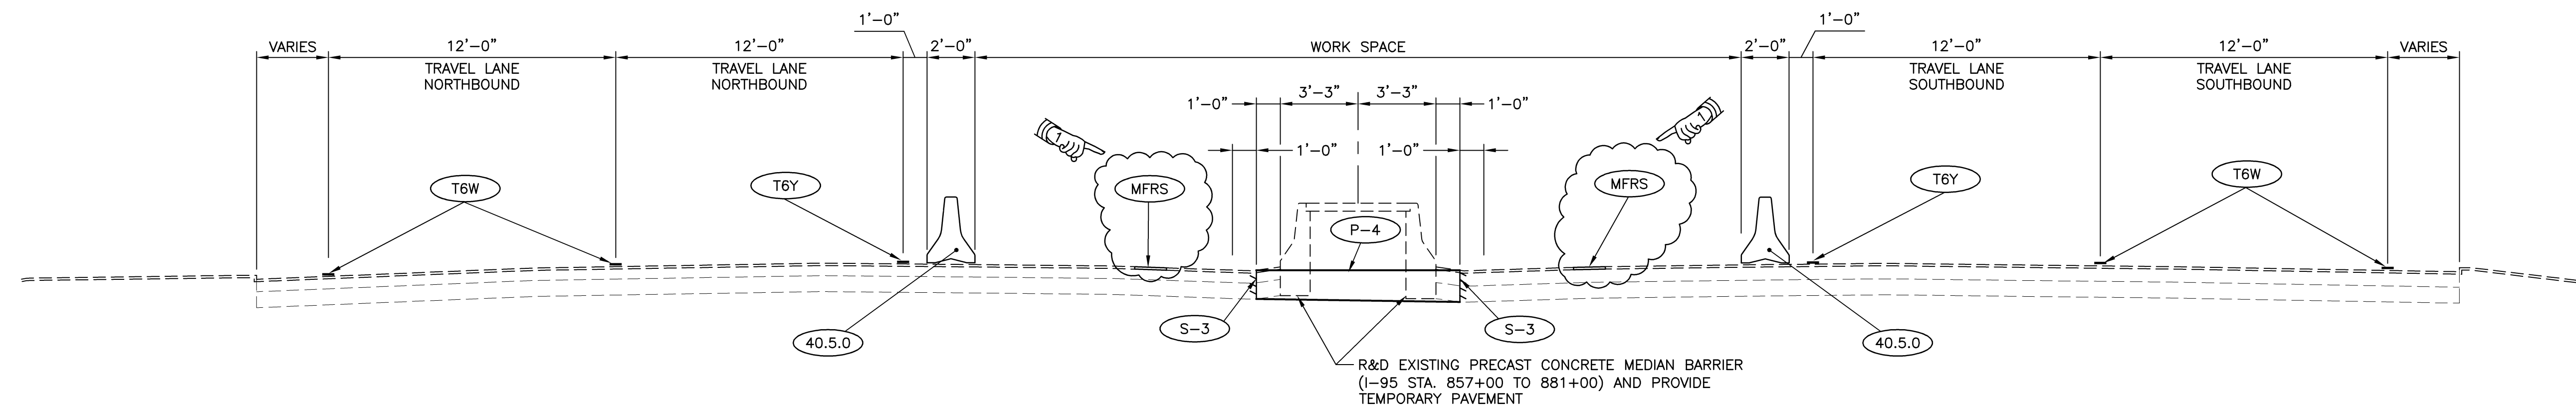 1'-0" 1'-0"
VARIES 12'-0" 12'-0" 2'-0" WORK SPACE 2'-0" 12'-0" 12'-0" VARIES
TRAVEL LANE TRAVEL LANE TRAVEL LANE TRAVEL LANE
NORTHBOUND NORTHBOUND SOUTHBOUND SOUTHBOUND
3'-3" 3'-3"
1'-0" 1'-0"
1 1
1'-0" 1'-0"
T6W T6Y MFRS MFRS T6Y T6W
P-4
S-3 S-3
40.5.0 40.5.0
R&D EXISTING PRECAST CONCRETE MEDIAN BARRIER
(I-95 STA. 857+00 TO 881+00) AND PROVIDE
TEMPORARY PAVEMENT